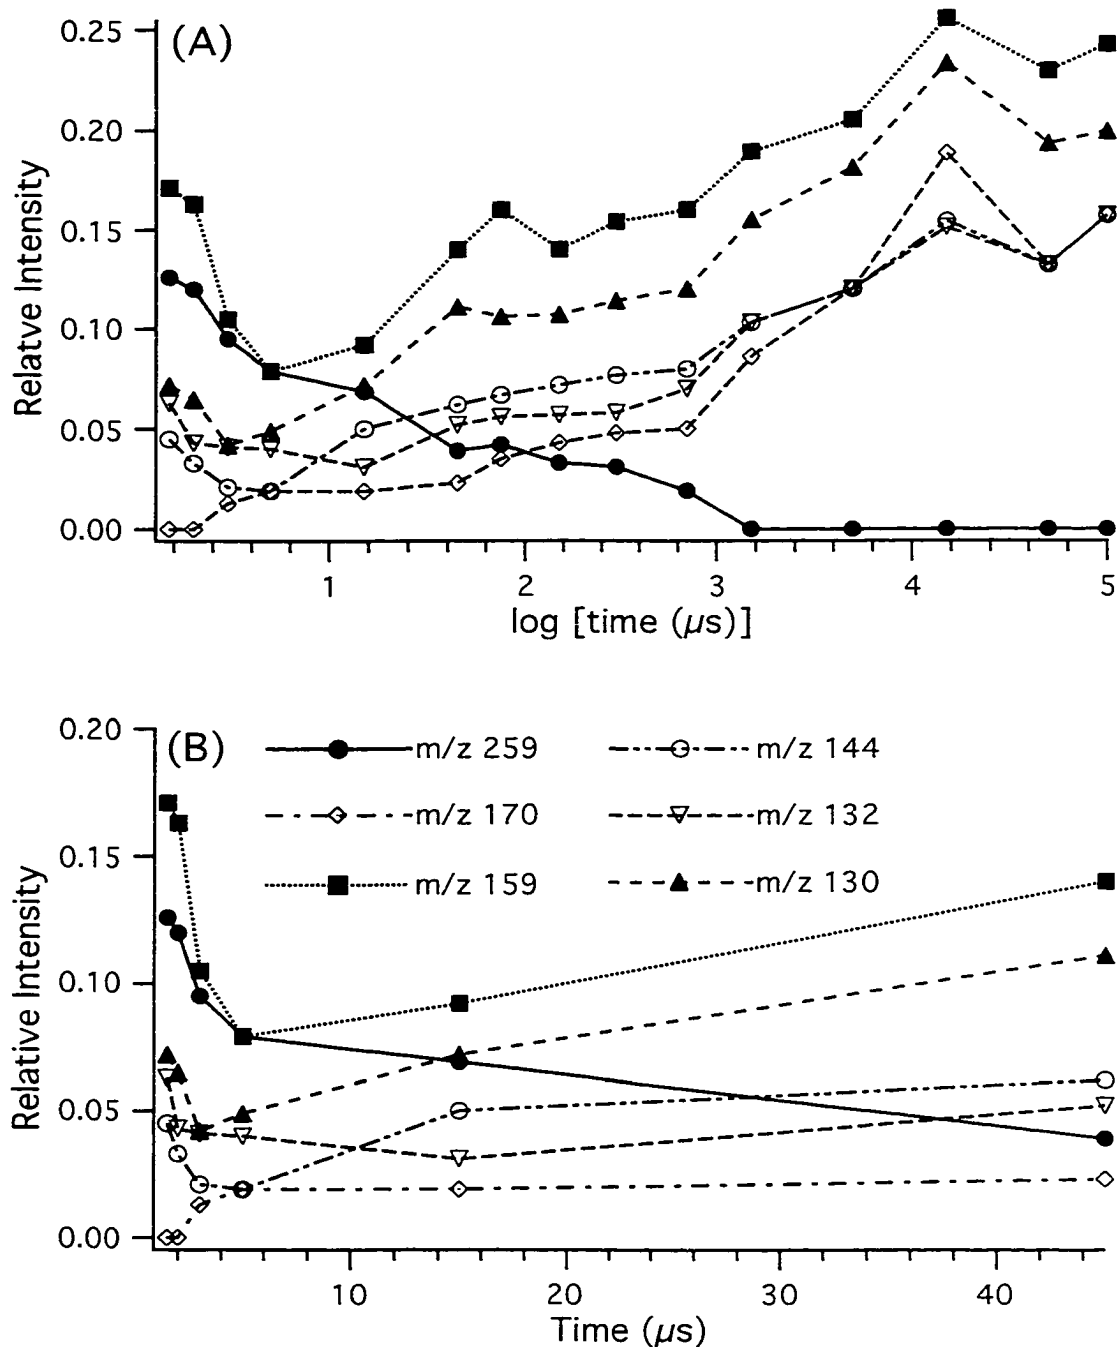 (A)
0.25
0.20
0.15
0.10
0.05
0.00
Relatve Intensity
1 2 3 4 5
log [time (μs)]
(B)
0.20
0.15
0.10
0.05
0.00
Relative Intensity
m/z 259 m/z 144
m/z 170 m/z 132
m/z 159 m/z 130
10 20 30 40
Time (μs)